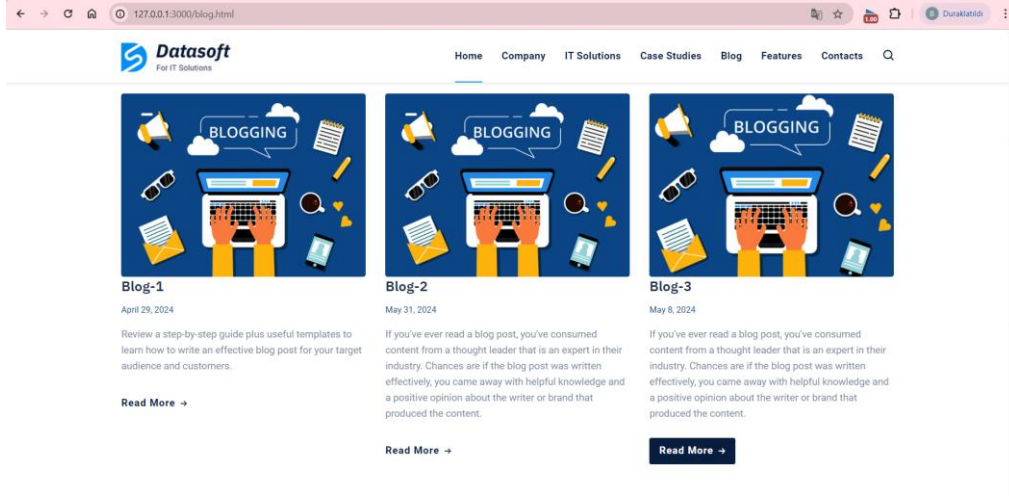 127.0.0.1:3000/blog.html
1.00
Duraklatıldı
Datasoft
For IT Solutions
Home Company IT Solutions Case Studies Blog Features Contacts
BLOGGING
BLOGGING
BLOGGING
Blog-1
April 29, 2024
Review a step-by-step guide plus useful templates to
learn how to write an effective blog post for your target
audience and customers.
Read More →
Blog-2
May 31, 2024
If you've ever read a blog post, you've consumed
content from a thought leader that is an expert in their
industry. Chances are if the blog post was written
effectively, you came away with helpful knowledge and
a positive opinion about the writer or brand that
produced the content.
Read More →
Blog-3
May 8, 2024
If you've ever read a blog post, you've consumed
content from a thought leader that is an expert in their
industry. Chances are if the blog post was written
effectively, you came away with helpful knowledge and
a positive opinion about the writer or brand that
produced the content.
Read More →